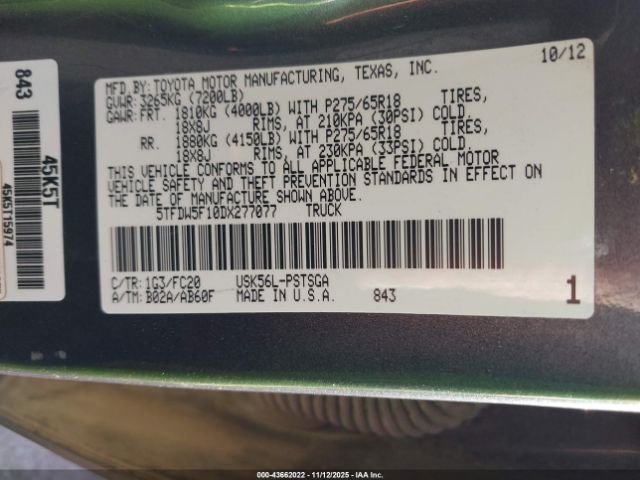 MFD. BY: TOYOTA MOTOR MANUFACTURING, TEXAS, INC. 10/12
GVWR: 3265KG (7200LB)
GAWR: FRT. 1810KG (4000LB) WITH P275/65R18 TIRES,
18X8J RIMS, AT 210KPA (30PSI) COLD.
RR. 1880KG (4150LB) WITH P275/65R18 TIRES,
18X8J RIMS, AT 230KPA (33PSI) COLD.
THIS VEHICLE CONFORMS TO ALL APPLICABLE FEDERAL MOTOR
VEHICLE SAFETY AND THEFT PREVENTION STANDARDS IN EFFECT ON
THE DATE OF MANUFACTURE SHOWN ABOVE.
5TFDW5F10DX277077 TRUCK
C/TR: 1G3/FC20 USK56L-PSTSGA
A/TM: B02A/AB60F MADE IN U.S.A. 843 1
843
45K5T
45K5T15974
000-43662022 - 11/12/2025 - IAA Inc.